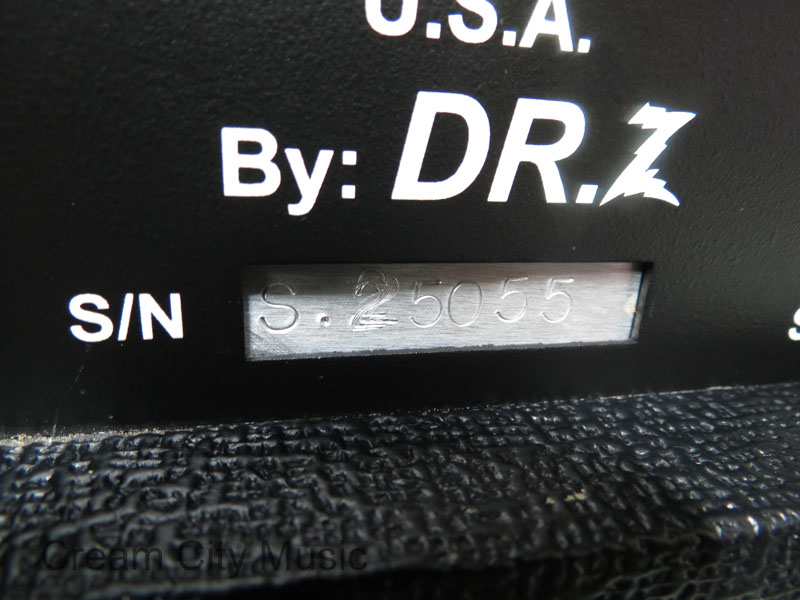 U.S.A.
By: DR.Z
S/N S.25055
Cream City Music